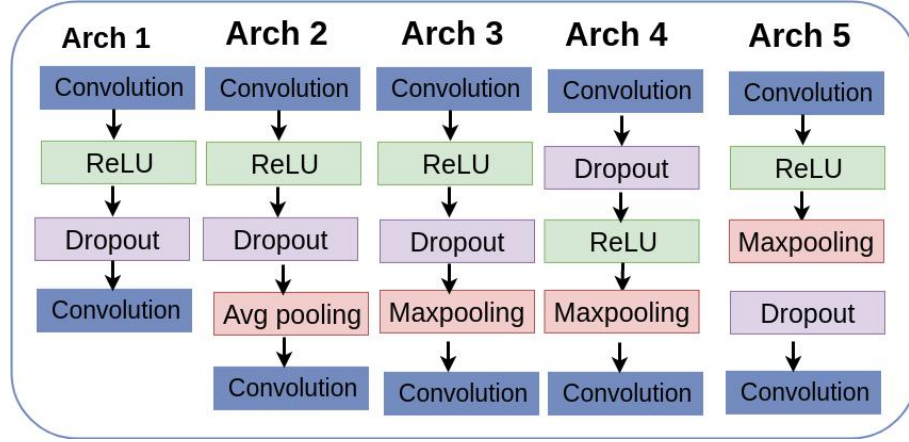 Arch 1
Convolution
ReLU
Dropout
Convolution
Arch 2
Convolution
ReLU
Dropout
Avg pooling
Convolution
Arch 3
Convolution
ReLU
Dropout
Maxpooling
Convolution
Arch 4
Convolution
Dropout
ReLU
Maxpooling
Convolution
Arch 5
Convolution
ReLU
Maxpooling
Dropout
Convolution